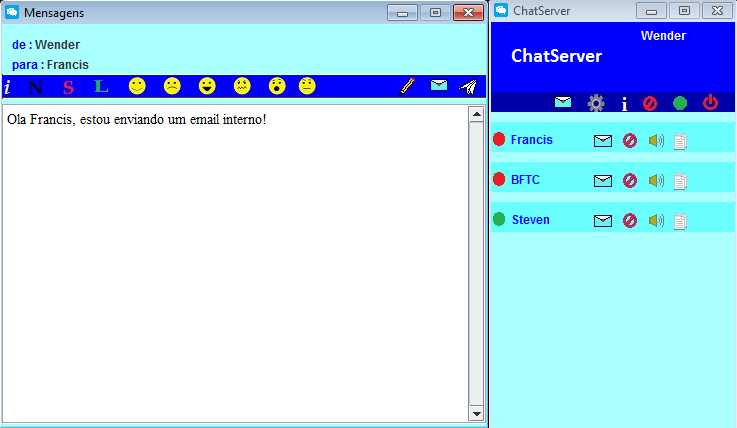 Mensagens
de : Wender
para : Francis
i N S L
Ola Francis, estou enviando um email interno!
ChatServer
Wender
ChatServer
i
Francis
BFTC
Steven